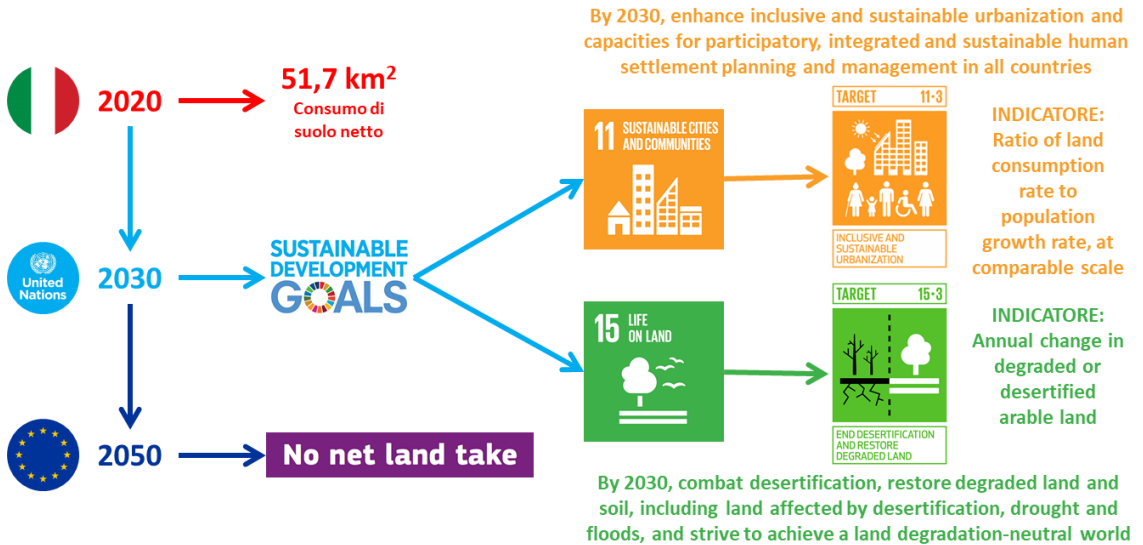 By 2030, enhance inclusive and sustainable urbanization and
capacities for participatory, integrated and sustainable human
settlement planning and management in all countries
2020
51,7 km²
Consumo di
suolo netto
11
SUSTAINABLE CITIES
AND COMMUNITIES
TARGET 11·3
INCLUSIVE AND
SUSTAINABLE
URBANIZATION
INDICATORE:
Ratio of land
consumption
rate to
population
growth rate, at
comparable scale
United
Nations
2030
SUSTAINABLE
DEVELOPMENT
GOALS
15
LIFE
ON LAND
TARGET 15·3
END DESERTIFICATION
AND RESTORE
DEGRADED LAND
INDICATORE:
Annual change in
degraded or
desertified
arable land
2050
No net land take
By 2030, combat desertification, restore degraded land and
soil, including land affected by desertification, drought and
floods, and strive to achieve a land degradation-neutral world